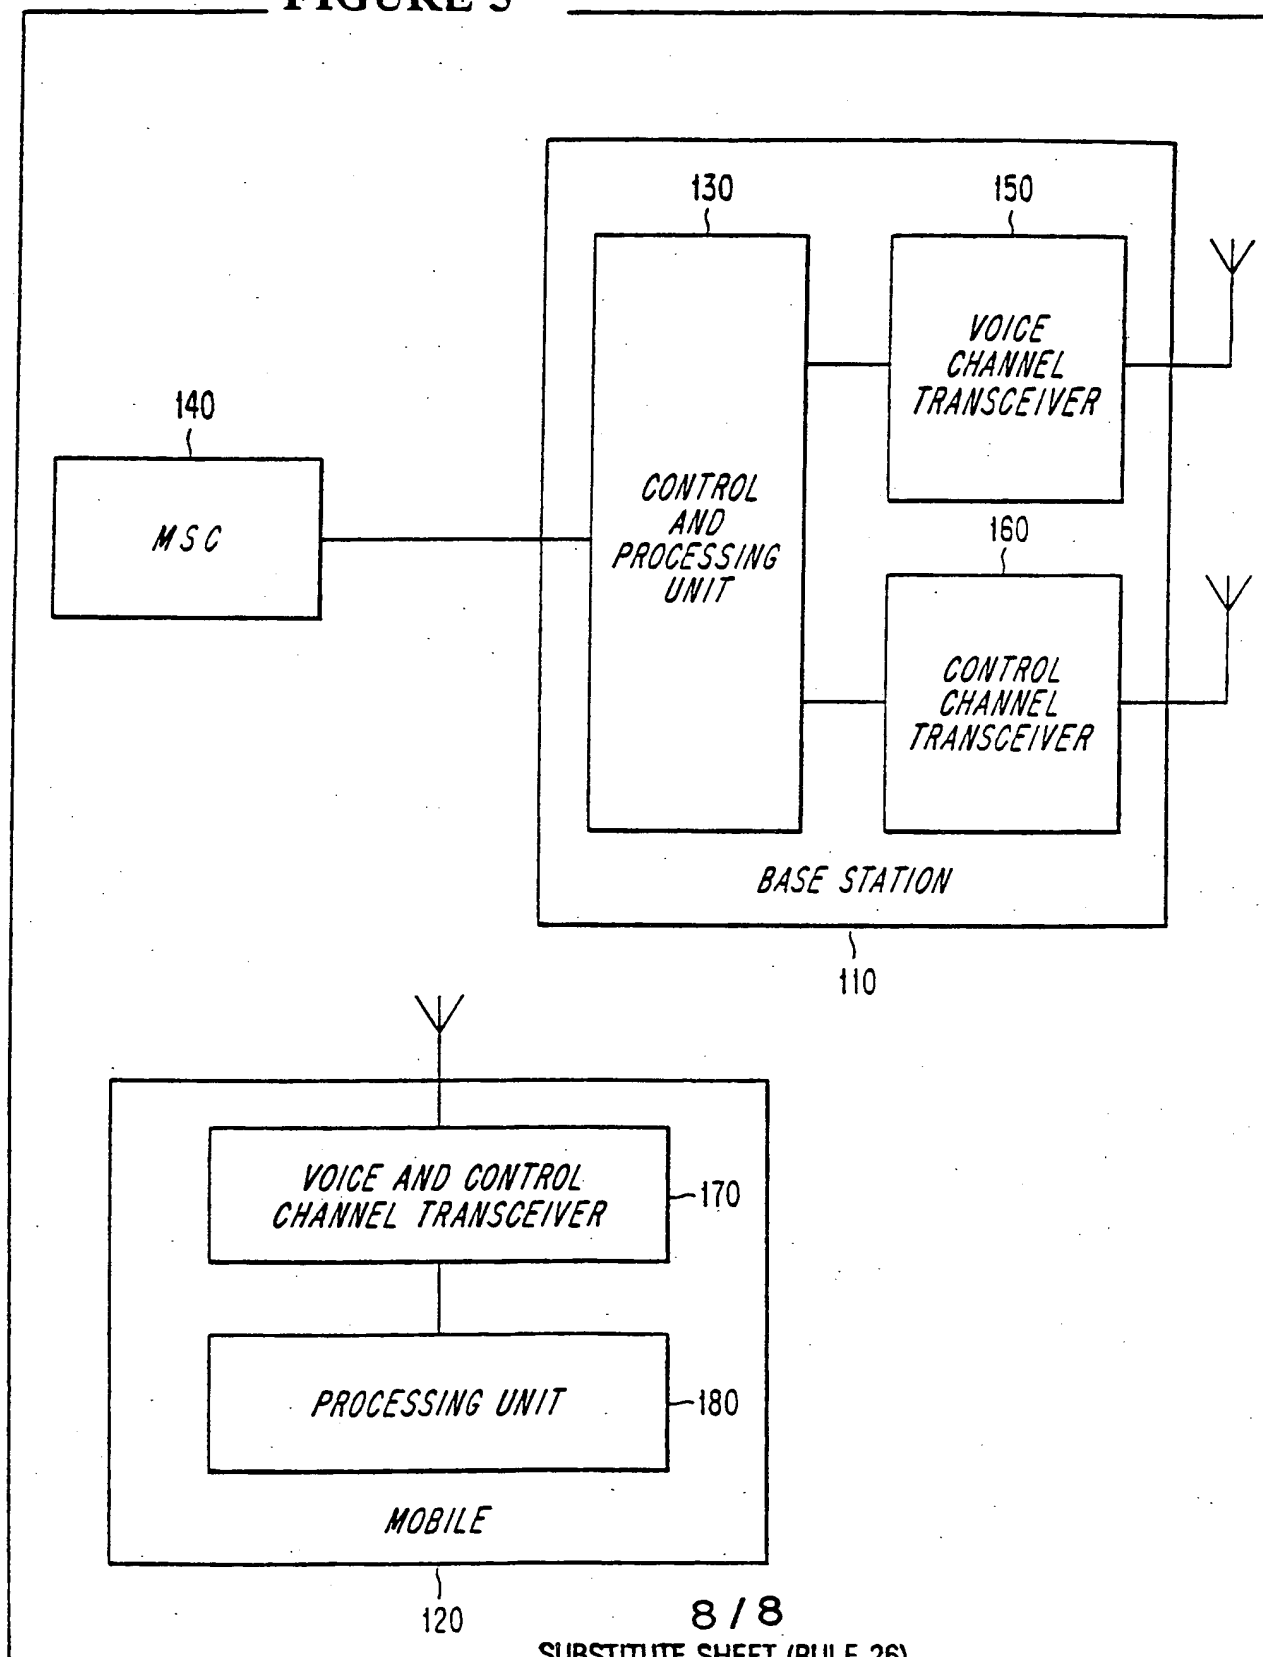 FIGURE 5
130
150
VOICE
CHANNEL
TRANSCEIVER
140
MSC
CONTROL
AND
PROCESSING
UNIT
160
CONTROL
CHANNEL
TRANSCEIVER
BASE STATION
110
VOICE AND CONTROL
CHANNEL TRANSCEIVER
170
PROCESSING UNIT
180
MOBILE
120
8/8
SUBSTITUTE SHEET (RULE 26)